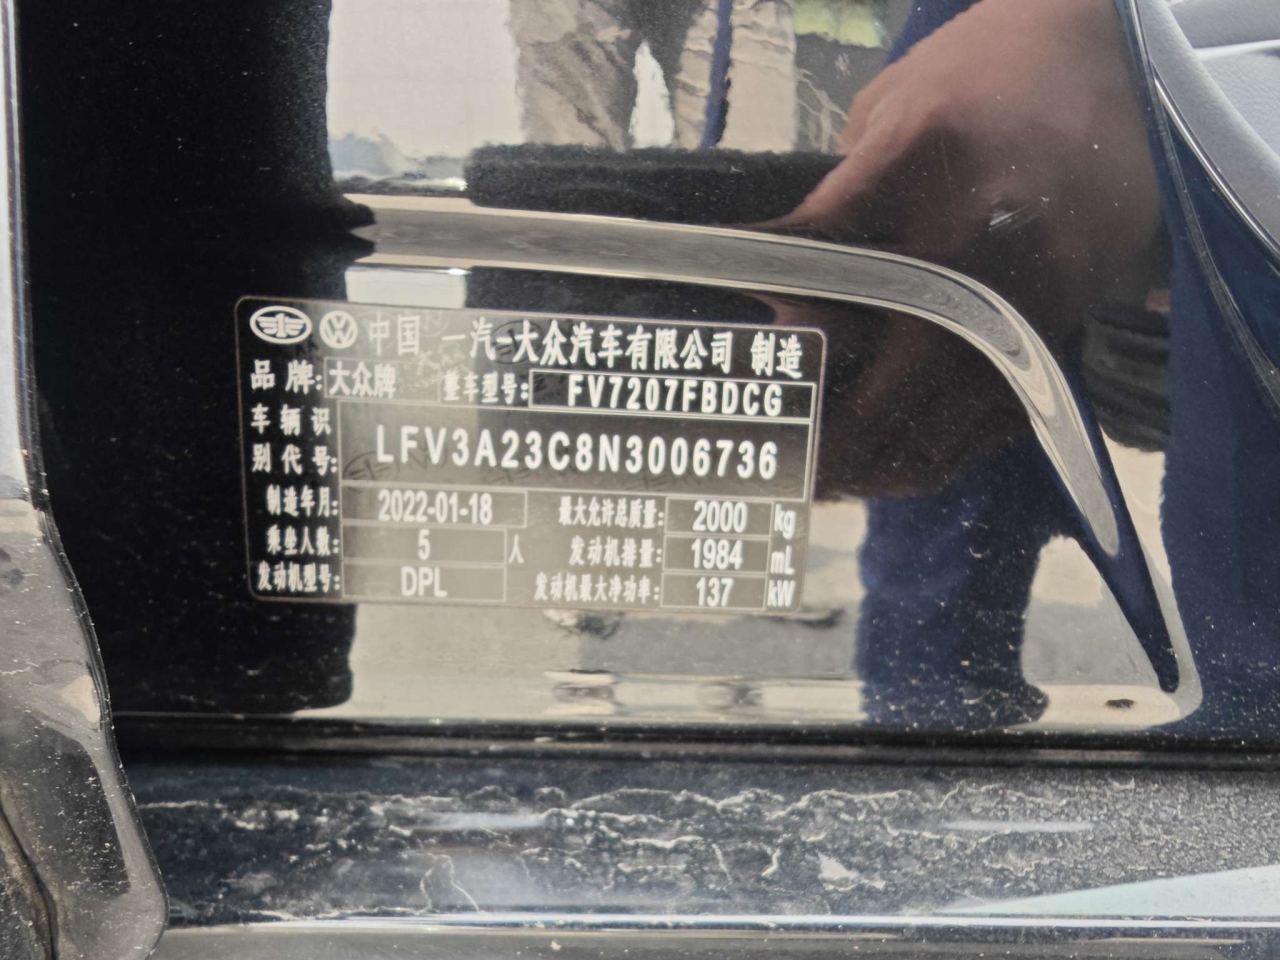 中国 一汽-大众汽车有限公司 制造
品牌: 大众牌 整车型号: FV7207FBDCG
车辆识别代号: LFV3A23C8N3006736
制造年月: 2022-01-18 最大允许总质量: 2000 kg
乘坐人数: 5 人 发动机排量: 1984 mL
发动机型号: DPL 发动机最大净功率: 137 kW